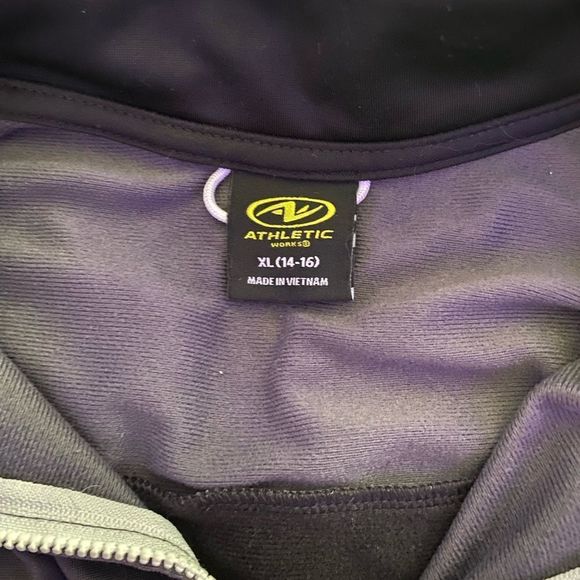 ATHLETIC
WORKS®
XL (14-16)
MADE IN VIETNAM